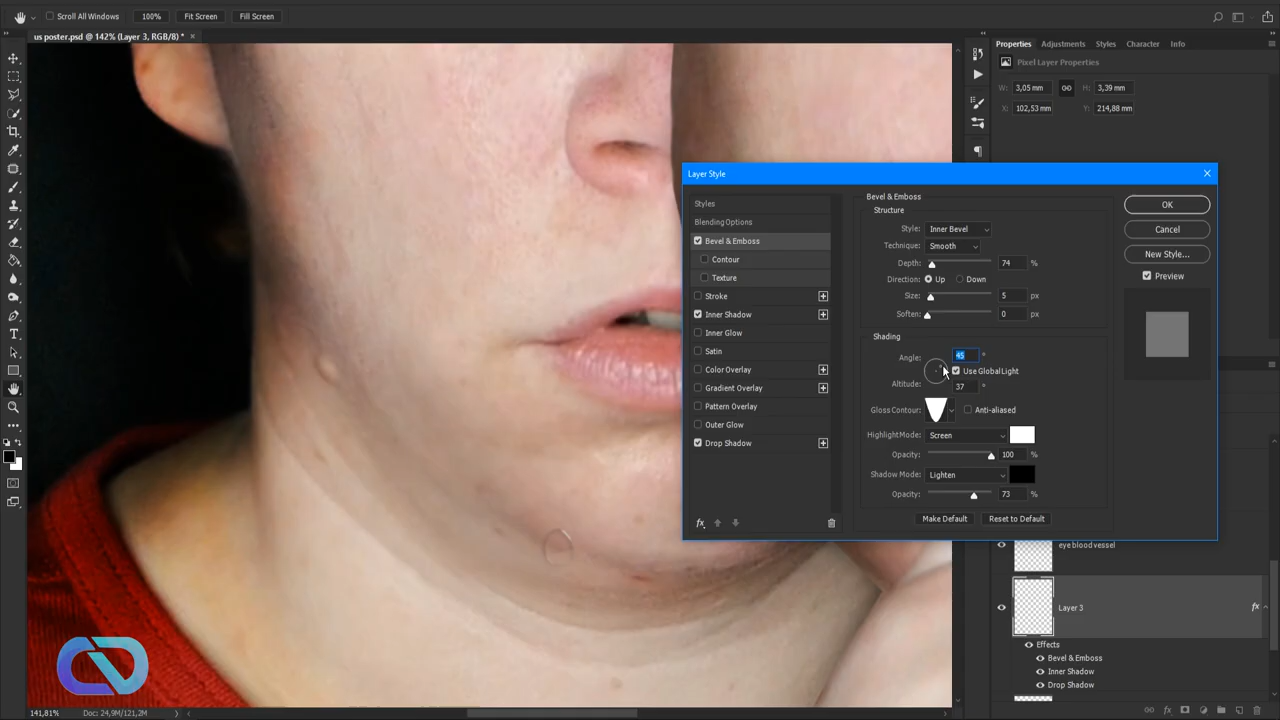 Scroll All Windows 100% Fit Screen Fill Screen
us poster.psd @ 142% (Layer 3, RGB/8) * ×
Properties Adjustments Styles Character Info
Pixel Layer Properties
W: 3,05 mm H: 3,39 mm
X: 102,53 mm Y: 214,88 mm
Layer Style
Styles
Blending Options
Bevel & Emboss
Contour
Texture
Stroke
Inner Shadow
Inner Glow
Satin
Color Overlay
Gradient Overlay
Pattern Overlay
Outer Glow
Drop Shadow
fx
Bevel & Emboss
Structure
Style: Inner Bevel
Technique: Smooth
Depth: 74 %
Direction: Up Down
Size: 5 px
Soften: 0 px
Shading
Angle: 45 °
Use Global Light
Altitude: 37 °
Gloss Contour: Anti-aliased
Highlight Mode: Screen
Opacity: 100 %
Shadow Mode: Lighten
Opacity: 73 %
Make Default Reset to Default
OK
Cancel
New Style...
Preview
eye blood vessel
Layer 3 fx
Effects
Bevel & Emboss
Inner Shadow
Drop Shadow
141,81% Doc: 24,9M/121,2M